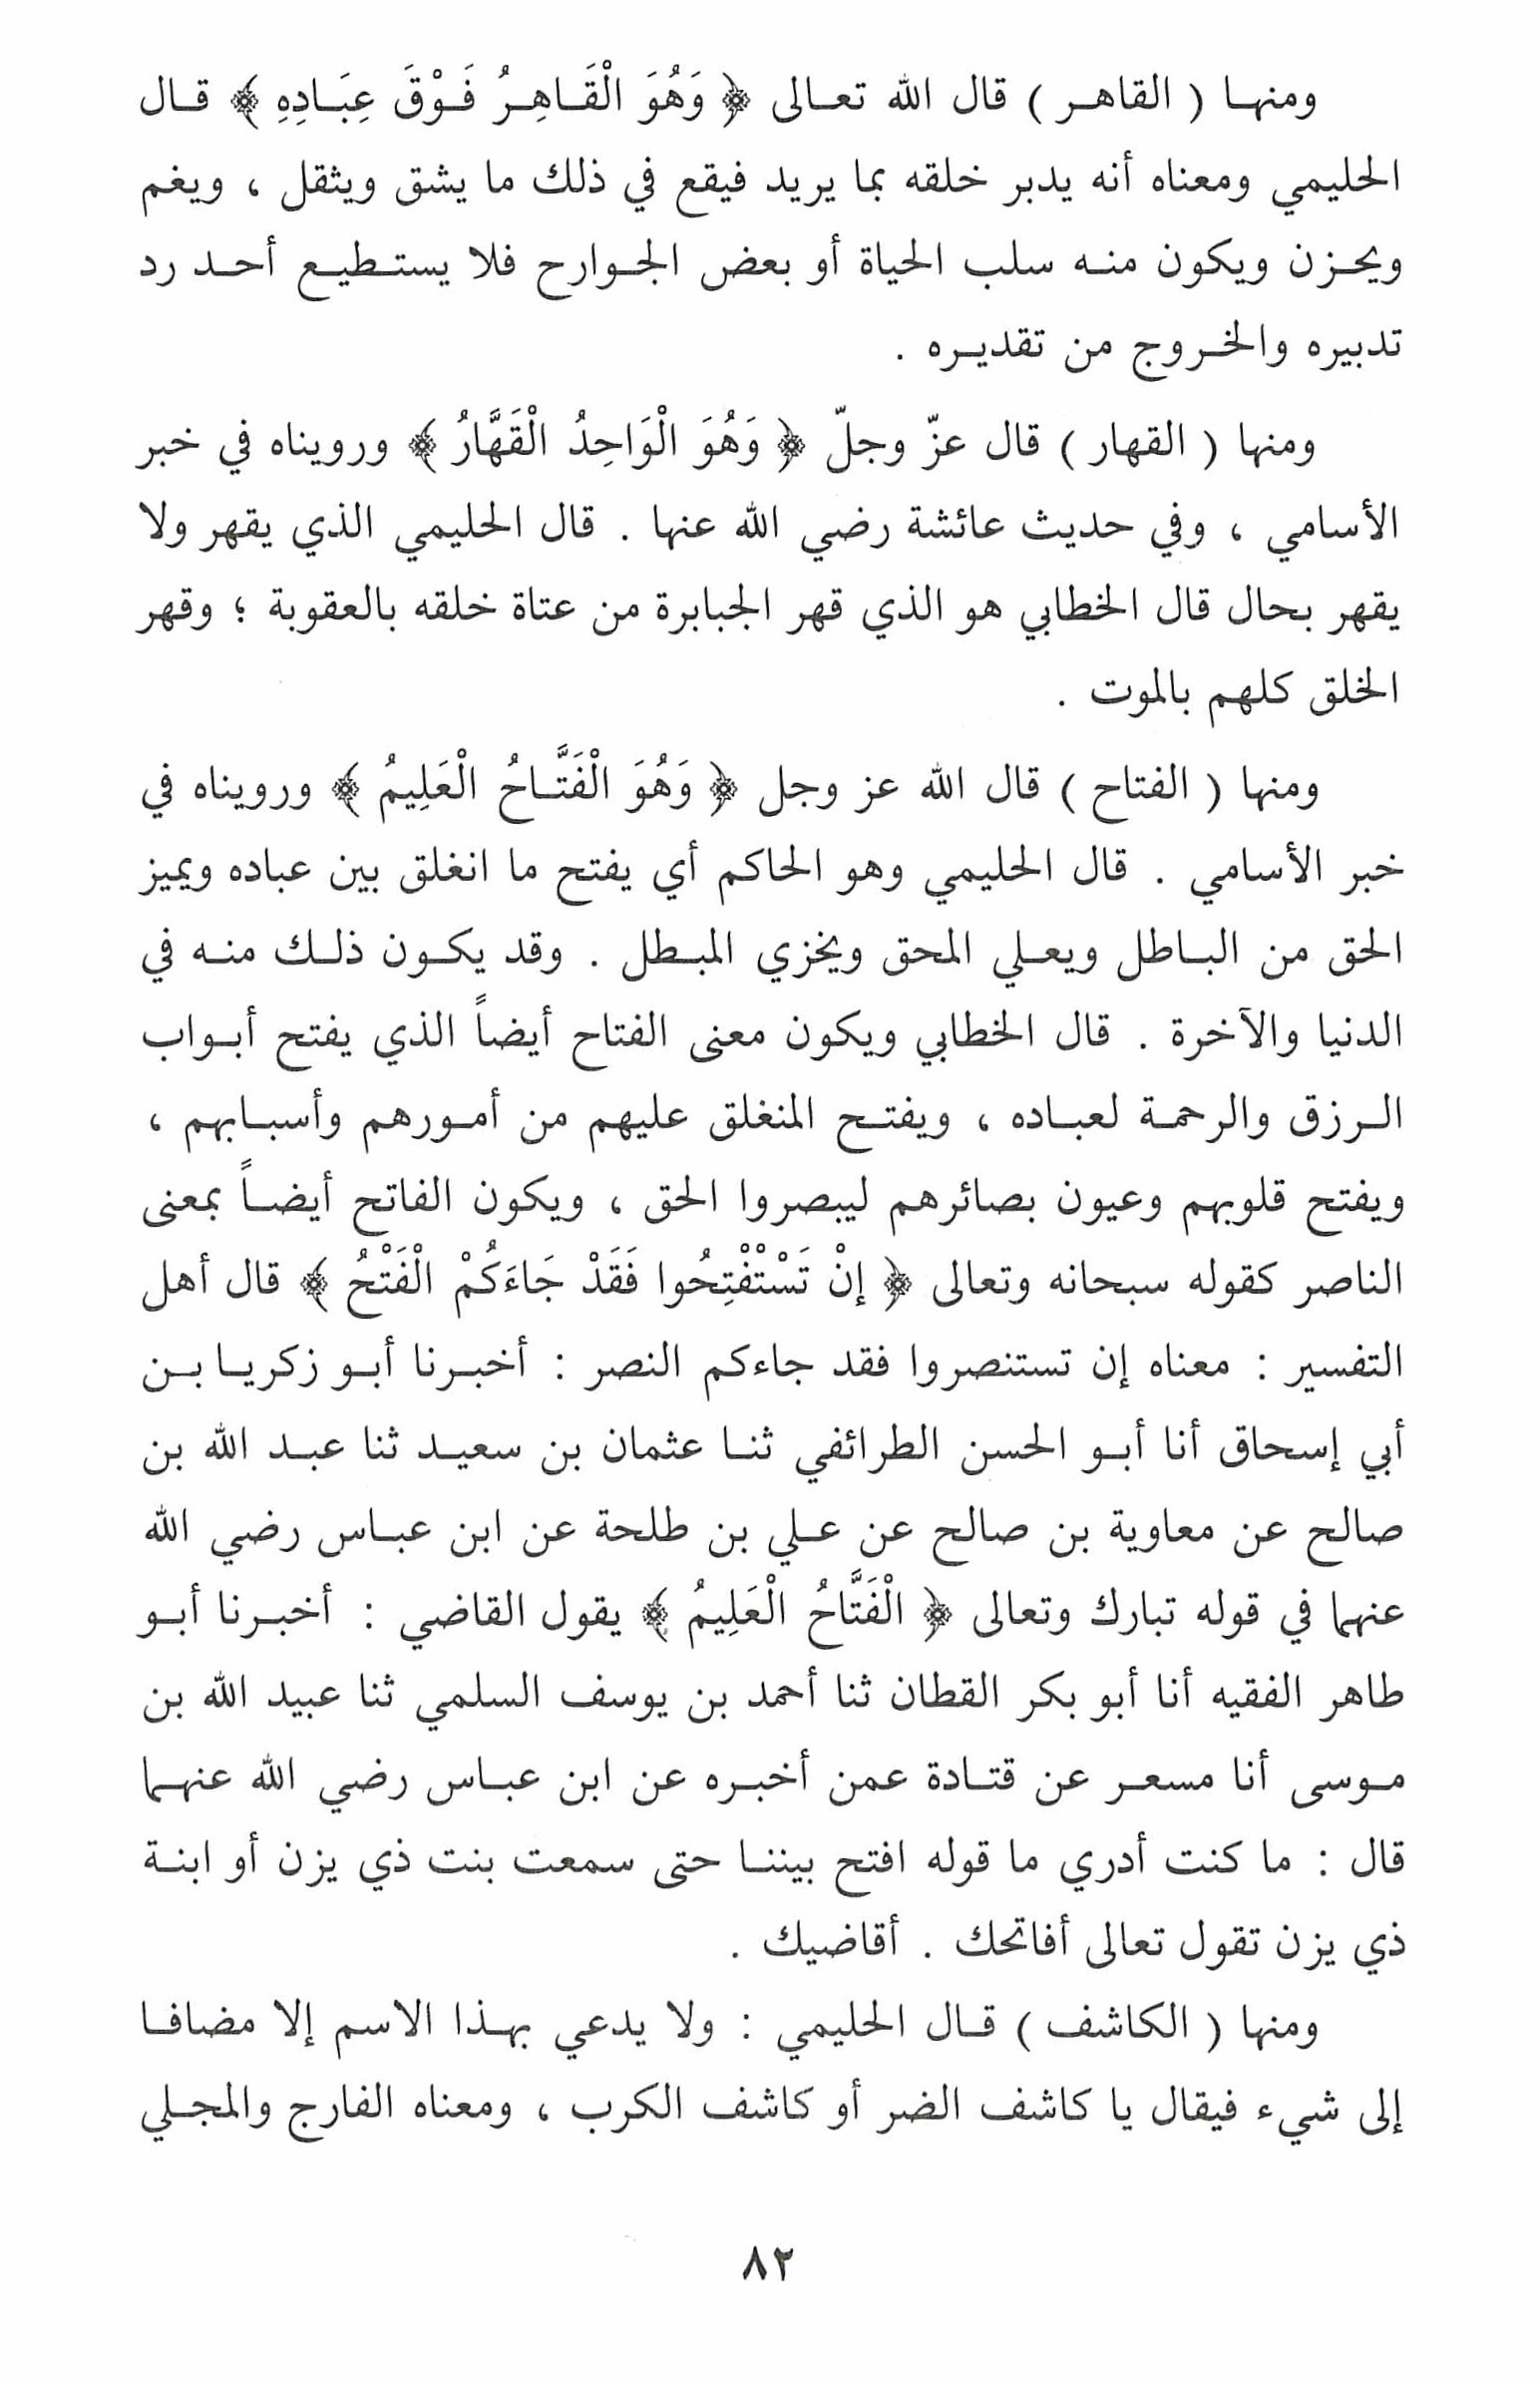 ومنها ( القاهر ) قال الله تعالى ﴿ وَهُوَ الْقَاهِرُ فَوْقَ عِبَادِهِ ﴾ قال
الحليمي ومعناه أنه يدبر خلقه بما يريد فيقع في ذلك ما يشق ويثقل ، ويغم
ويحزن ويكون منه سلب الحياة أو بعض الجوارح فلا يستطيع أحد رد
تدبيره والخروج من تقديره .
ومنها ( القهار ) قال عزّ وجلّ ﴿ وَهُوَ الْوَاحِدُ الْقَهَّارُ ﴾ ورويناه في خبر
الأسامي ، وفي حديث عائشة رضي الله عنها . قال الحليمي الذي يقهر ولا
يقهر بحال قال الخطابي هو الذي قهر الجبابرة من عتاة خلقه بالعقوبة ؛ وقهر
الخلق كلهم بالموت .
ومنها ( الفتاح ) قال الله عز وجل ﴿ وَهُوَ الْفَتَّاحُ الْعَلِيمُ ﴾ ورويناه في
خبر الأسامي . قال الحليمي وهو الحاكم أي يفتح ما انغلق بين عباده ويميز
الحق من الباطل ويعلي المحق ويخزي المبطل . وقد يكون ذلك منه في
الدنيا والآخرة . قال الخطابي ويكون معنى الفتاح أيضاً الذي يفتح أبواب
الرزق والرحمة لعباده ، ويفتح المنغلق عليهم من أمورهم وأسبابهم ،
ويفتح قلوبهم وعيون بصائرهم ليبصروا الحق ، ويكون الفاتح أيضاً بمعنى
الناصر كقوله سبحانه وتعالى ﴿ إنْ تَسْتَفْتِحُوا فَقَدْ جَاءَكُمْ الْفَتْحُ ﴾ قال أهل
التفسير : معناه إن تستنصروا فقد جاءكم النصر : أخبرنا أبو زكريا بن
أبي إسحاق أنا أبو الحسن الطرائفي ثنا عثمان بن سعيد ثنا عبد الله بن
صالح عن معاوية بن صالح عن علي بن طلحة عن ابن عباس رضي الله
عنهما في قوله تبارك وتعالى ﴿ الْفَتَّاحُ الْعَلِيمُ ﴾ يقول القاضي : أخبرنا أبو
طاهر الفقيه أنا أبو بكر القطان ثنا أحمد بن يوسف السلمي ثنا عبيد الله بن
موسى أنا مسعر عن قتادة عمن أخبره عن ابن عباس رضي الله عنهما
قال : ما كنت أدري ما قوله افتح بيننا حتى سمعت بنت ذي يزن أو ابنة
ذي يزن تقول تعالى أفاتحك . أقاضيك .
ومنها ( الكاشف ) قال الحليمي : ولا يدعي بهذا الاسم إلا مضافا
إلى شيء فيقال يا كاشف الضر أو كاشف الكرب ، ومعناه الفارج والمجلي
٨٢